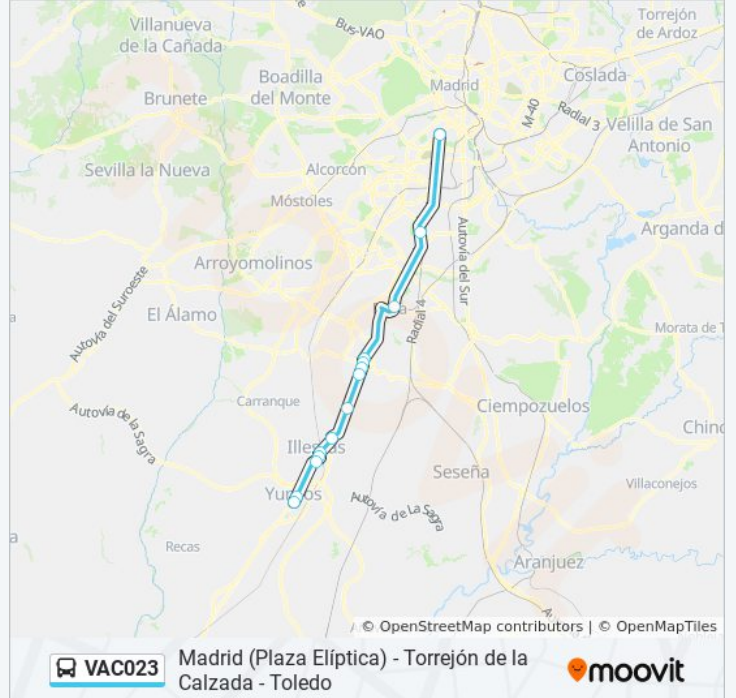 Villanueva
de la Cañada
Bus-VAO
Torrejón
de Ardoz
Boadilla
del Monte
Madrid
Coslada
Brunete
M-40
Radial 3
Velilla de San
Antonio
Sevilla la Nueva
Alcorcón
Móstoles
Autovía del Sur
Arganda d
Arroyomolinos
Autovía del Suroeste
El Álamo
Radial 4
Morata de T
Carranque
Ciempozuelos
Autovía de la Sagra
Chinc
Seseña
Villaconejos
Autovía de La Sagra
Recas
Aranjuez
© OpenStreetMap contributors | © OpenMapTiles
VAC023
Madrid (Plaza Elíptica) - Torrejón de la
Calzada - Toledo
moovit